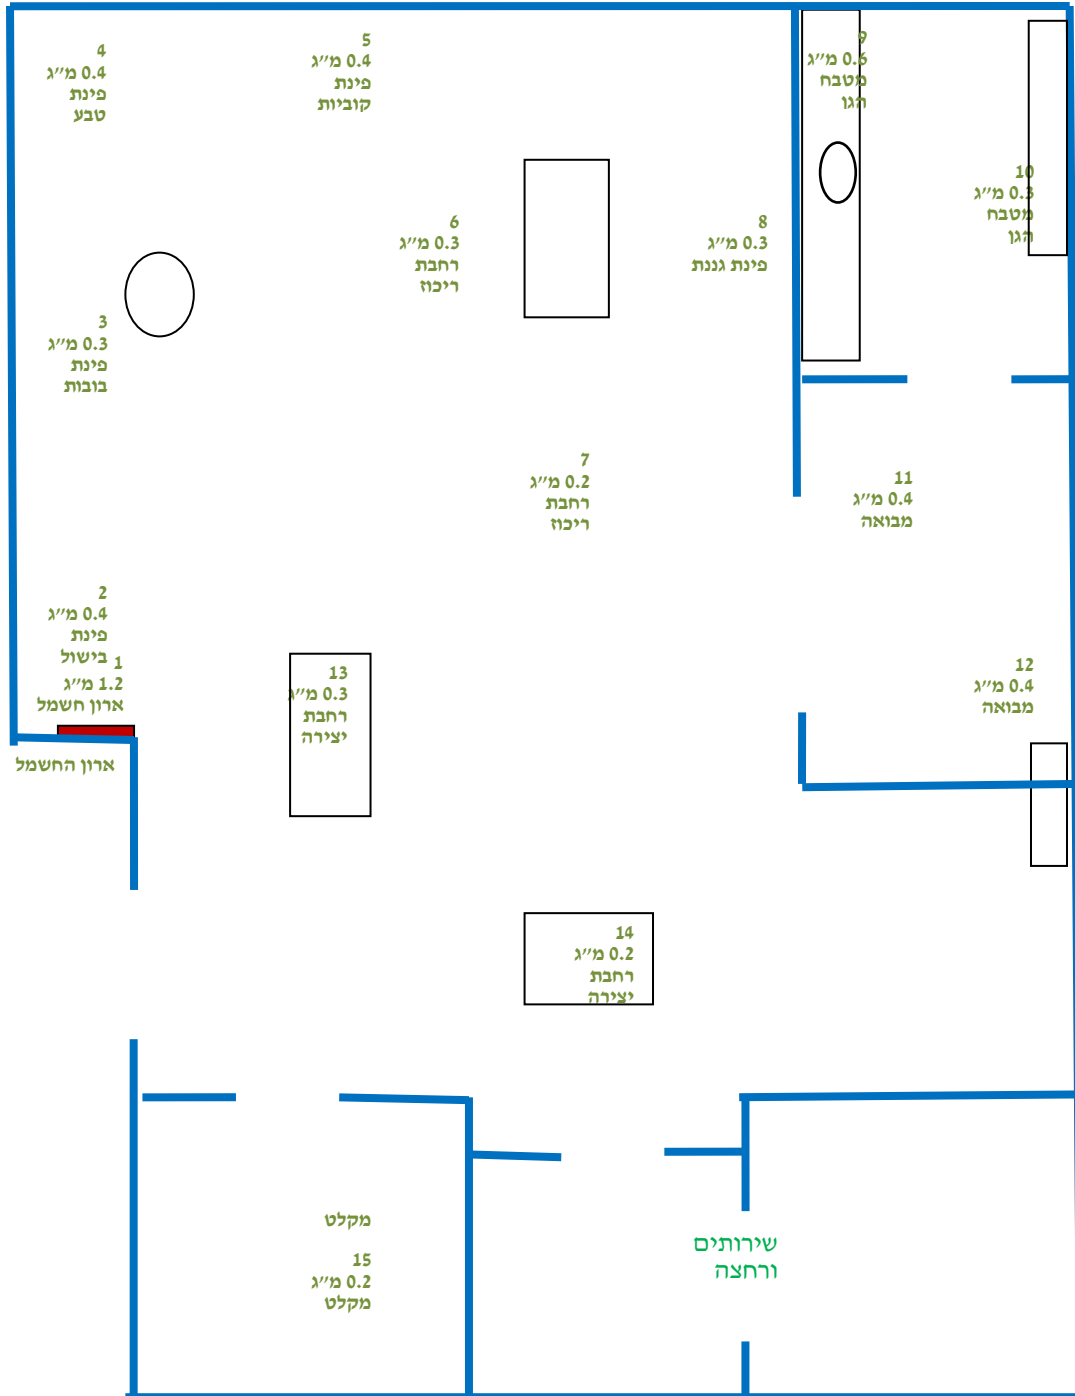 4
0.4 מ״ג
פינת
טבע
5
0.4 מ״ג
פינת
קוביות
9
0.6 מ״ג
מטבח
הגן
10
0.3 מ״ג
מטבח
הגן
6
0.3 מ״ג
רחבת
ריכוז
8
0.3 מ״ג
פינת גננת
3
0.3 מ״ג
פינת
בובות
7
0.2 מ״ג
רחבת
ריכוז
11
0.4 מ״ג
מבואה
2
0.4 מ״ג
פינת
בישול
1
1.2 מ״ג
ארון חשמל
ארון החשמל
13
0.3 מ״ג
רחבת
יצירה
12
0.4 מ״ג
מבואה
14
0.2 מ״ג
רחבת
יצירה
מקלט
15
0.2 מ״ג
מקלט
שירותים
ורחצה